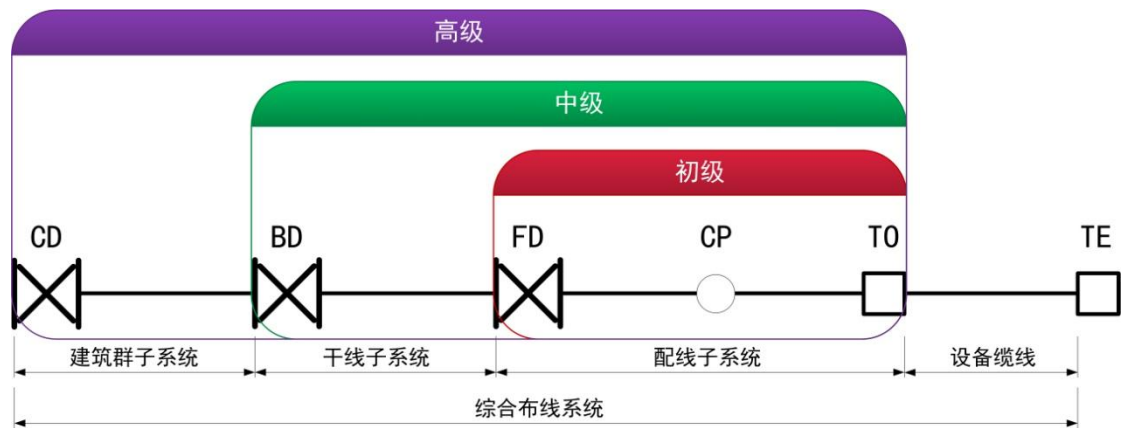 高级
中级
初级
CD BD FD CP TO TE
建筑群子系统 干线子系统 配线子系统 设备缆线
综合布线系统